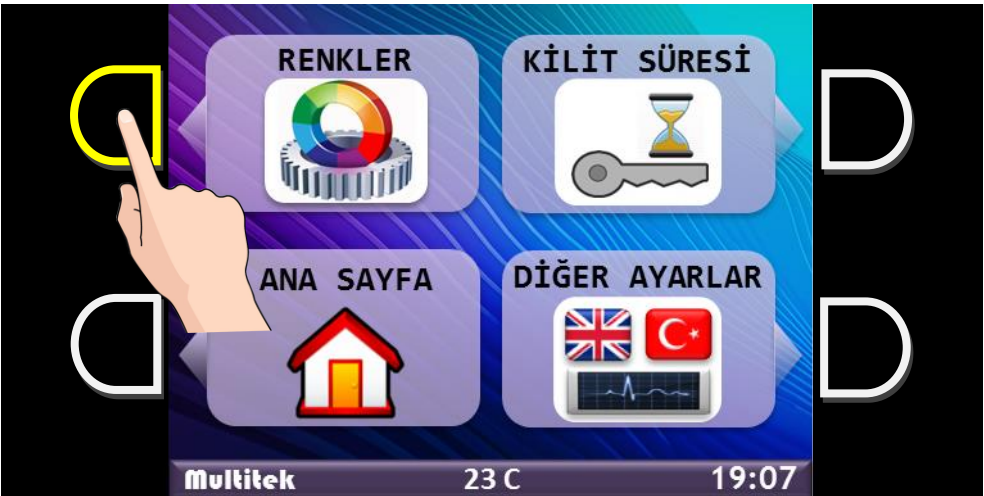 RENKLER
KİLİT SÜRESİ
ANA SAYFA
DİĞER AYARLAR
Multitek 23 C 19:07